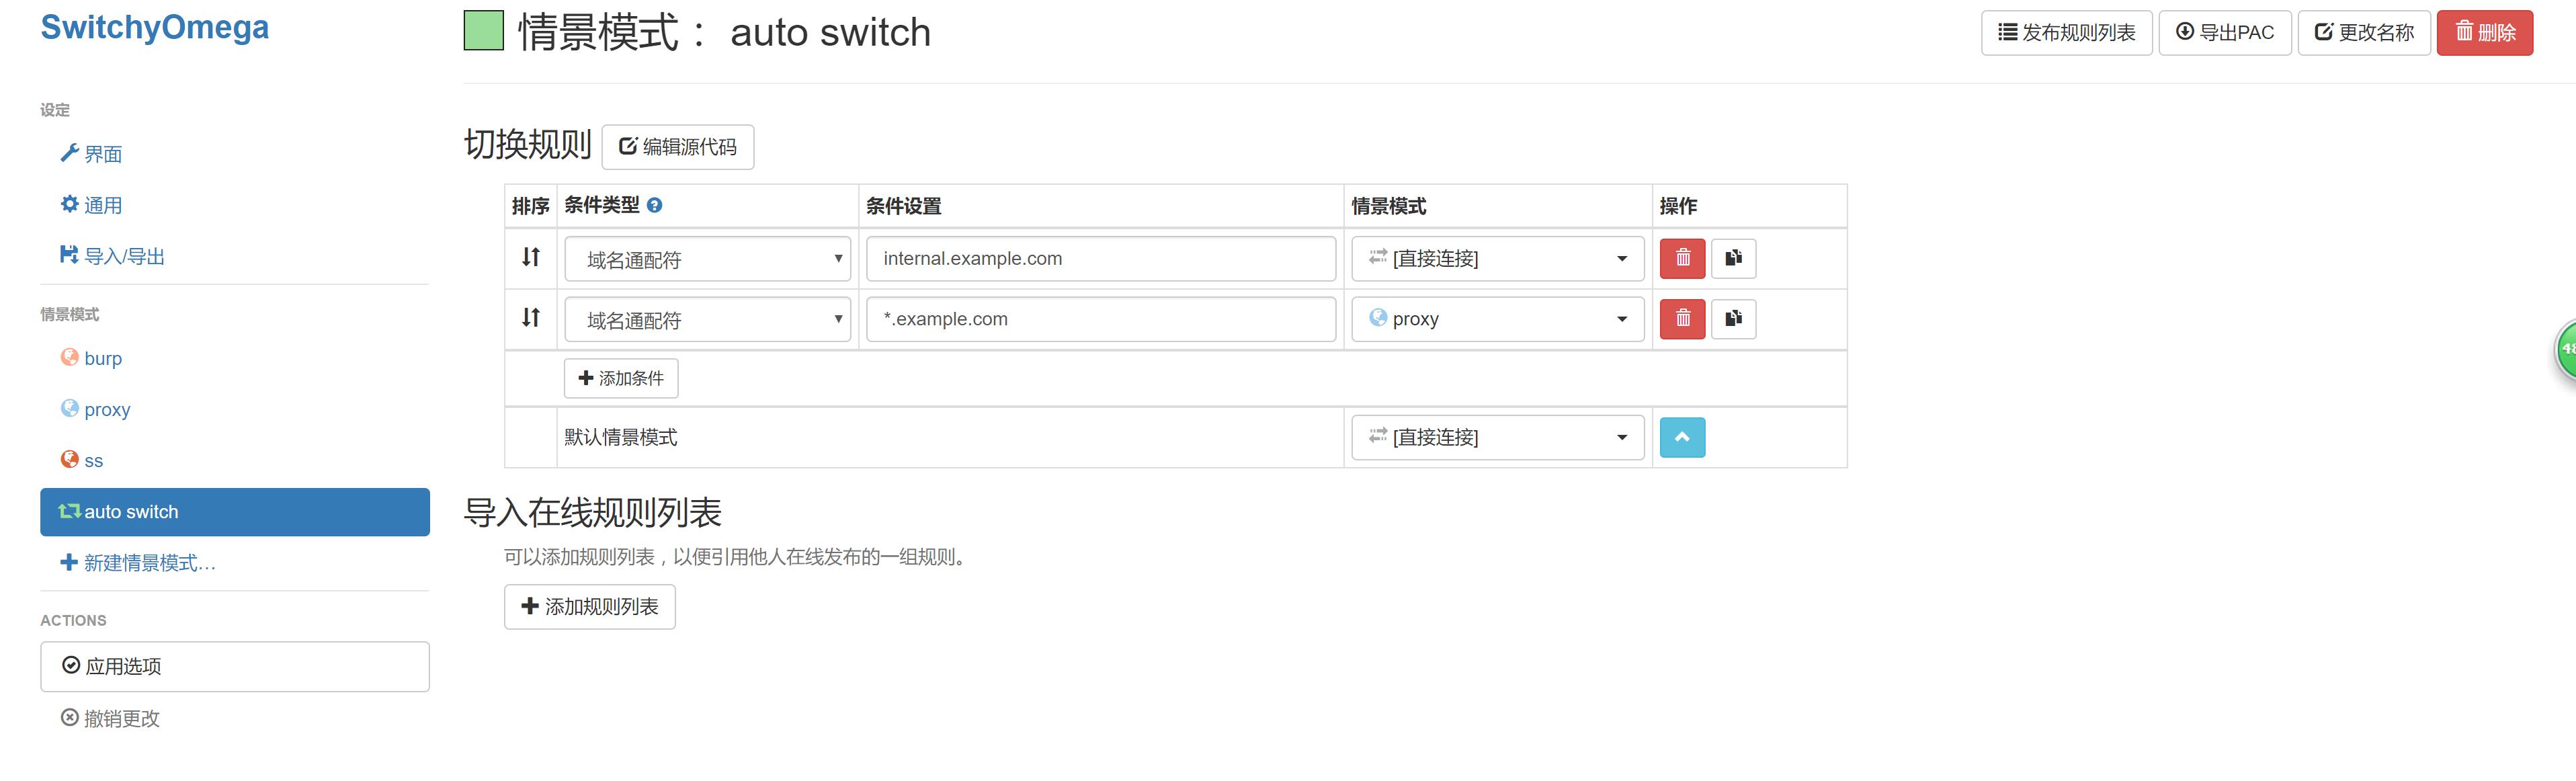 SwitchyOmega
设定
界面
通用
导入/导出
情景模式
burp
proxy
ss
auto switch
新建情景模式…
ACTIONS
应用选项
撤销更改
情景模式： auto switch
发布规则列表 导出PAC 更改名称 删除
切换规则 编辑源代码
排序 条件类型 条件设置 情景模式 操作
域名通配符 internal.example.com [直接连接]
域名通配符 *.example.com proxy
添加条件
默认情景模式 [直接连接]
导入在线规则列表
可以添加规则列表，以便引用他人在线发布的一组规则。
添加规则列表